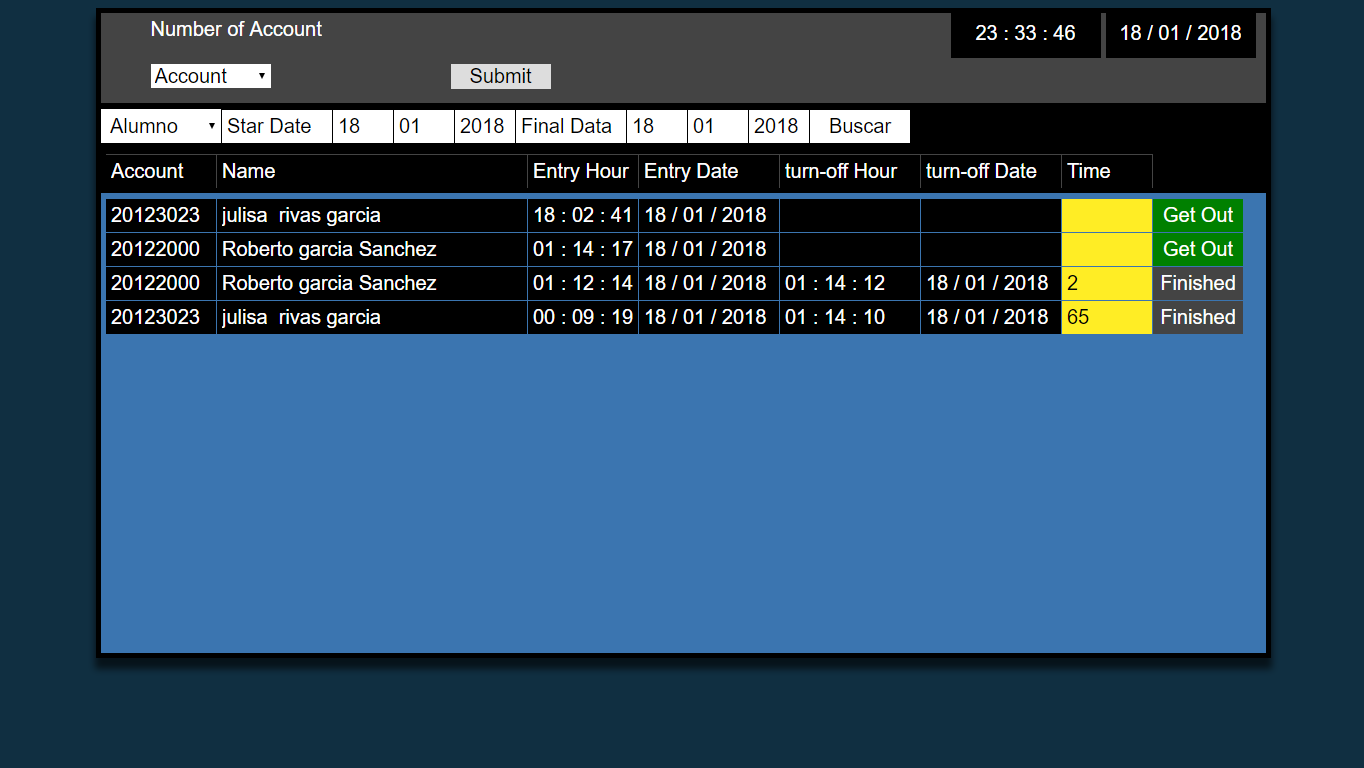 Number of Account 23 : 33 : 46 18 / 01 / 2018
Account Submit
Alumno Star Date 18 01 2018 Final Data 18 01 2018 Buscar
Account Name Entry Hour Entry Date turn-off Hour turn-off Date Time
20123023 julisa  rivas garcia 18 : 02 : 41 18 / 01 / 2018 Get Out
20122000 Roberto garcia Sanchez 01 : 14 : 17 18 / 01 / 2018 Get Out
20122000 Roberto garcia Sanchez 01 : 12 : 14 18 / 01 / 2018 01 : 14 : 12 18 / 01 / 2018 2 Finished
20123023 julisa  rivas garcia 00 : 09 : 19 18 / 01 / 2018 01 : 14 : 10 18 / 01 / 2018 65 Finished